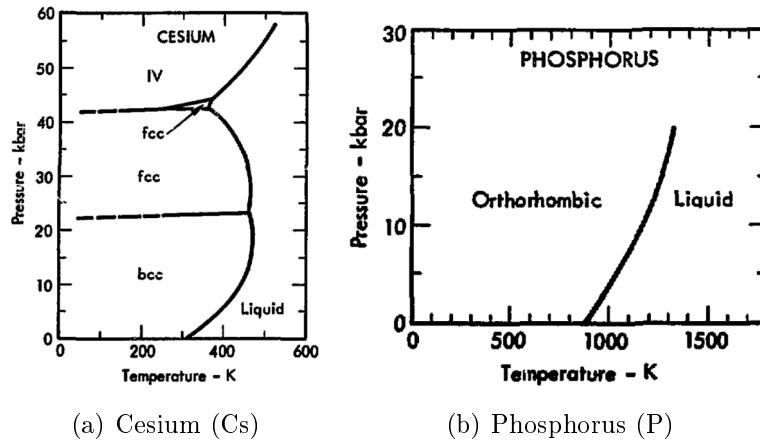 CESIUM
60
50
40
30
20
10
0
Pressure – kbar
IV
fcc
fcc
bcc
Liquid
0 200 400 600
Temperature – K
(a) Cesium (Cs)
PHOSPHORUS
30
20
10
0
Pressure – kbar
Orthorhombic Liquid
0 500 1000 1500
Temperature – K
(b) Phosphorus (P)